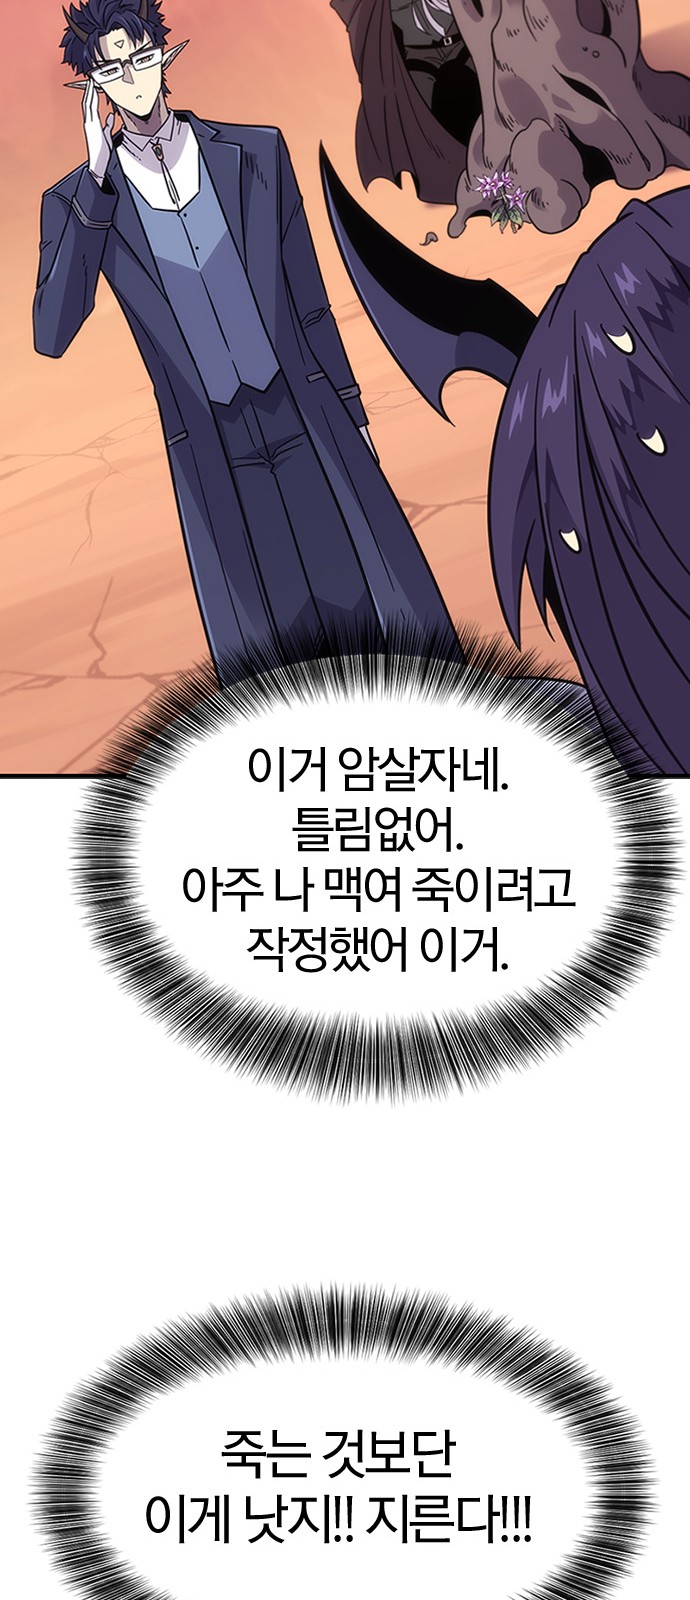 이거 암살자네.
틀림없어.
아주 나 맥여 죽이려고
작정했어 이거.
죽는 것보단
이게 낫지!! 지른다!!!